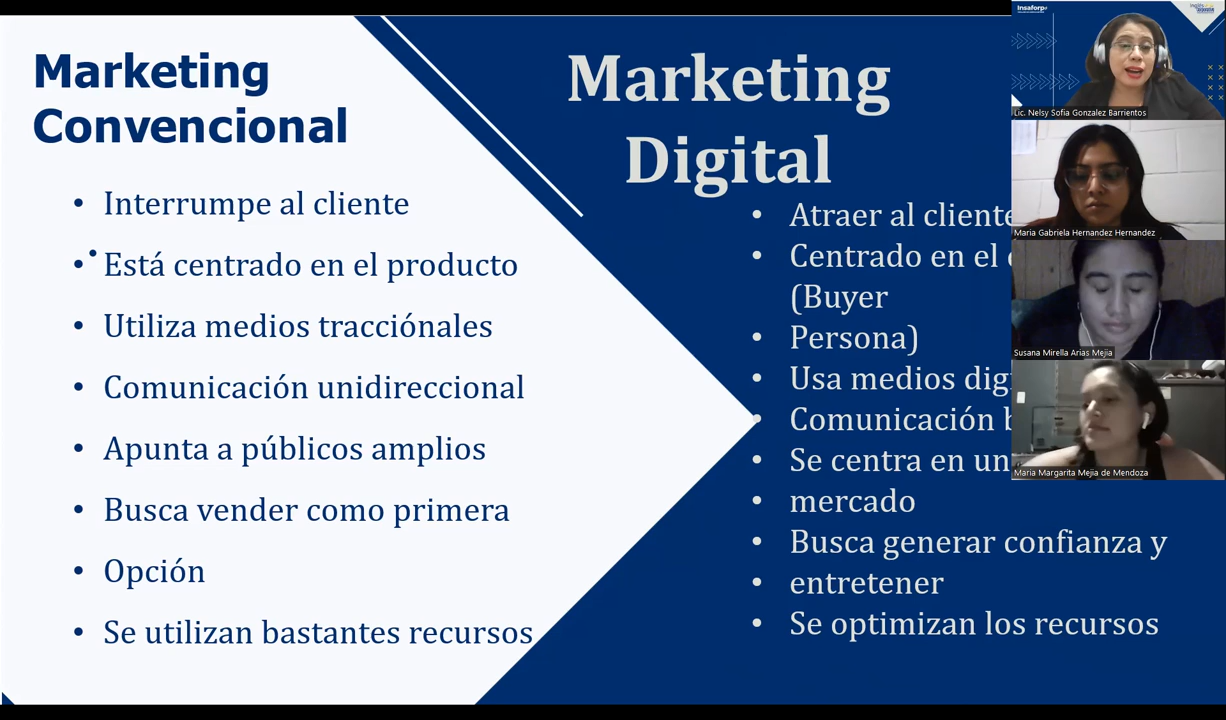 Marketing
Convencional
Interrumpe al cliente
Está centrado en el producto
Utiliza medios tracciónales
Comunicación unidireccional
Apunta a públicos amplios
Busca vender como primera
Opción
Se utilizan bastantes recursos
Marketing
Digital
Atraer al cliente
Centrado en el
(Buyer
Persona)
Usa medios
Comunicación
Se centra en un
mercado
Busca generar confianza y
entretener
Se optimizan los recursos
Insaforp
Lic. Nelsy Sofia Gonzalez Barrientos
Maria Gabriela Hernandez Hernandez
Susana Mirella Arias Mejia
Maria Margarita Mejia de Mendoza